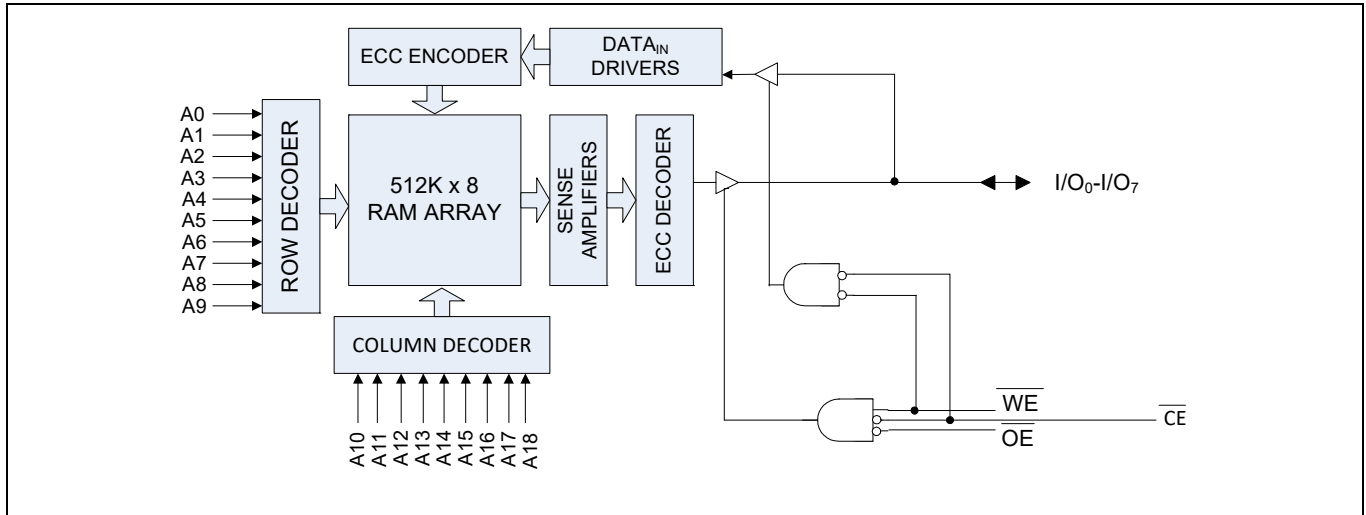 ECC ENCODER
DATAIN
DRIVERS
A0
A1
A2
A3
A4
A5
A6
A7
A8
A9
ROW DECODER
512K x 8
RAM ARRAY
SENSE
AMPLIFIERS
ECC DECODER
I/O0-I/O7
COLUMN DECODER
A10
A11
A12
A13
A14
A15
A16
A17
A18
WE
OE
CE